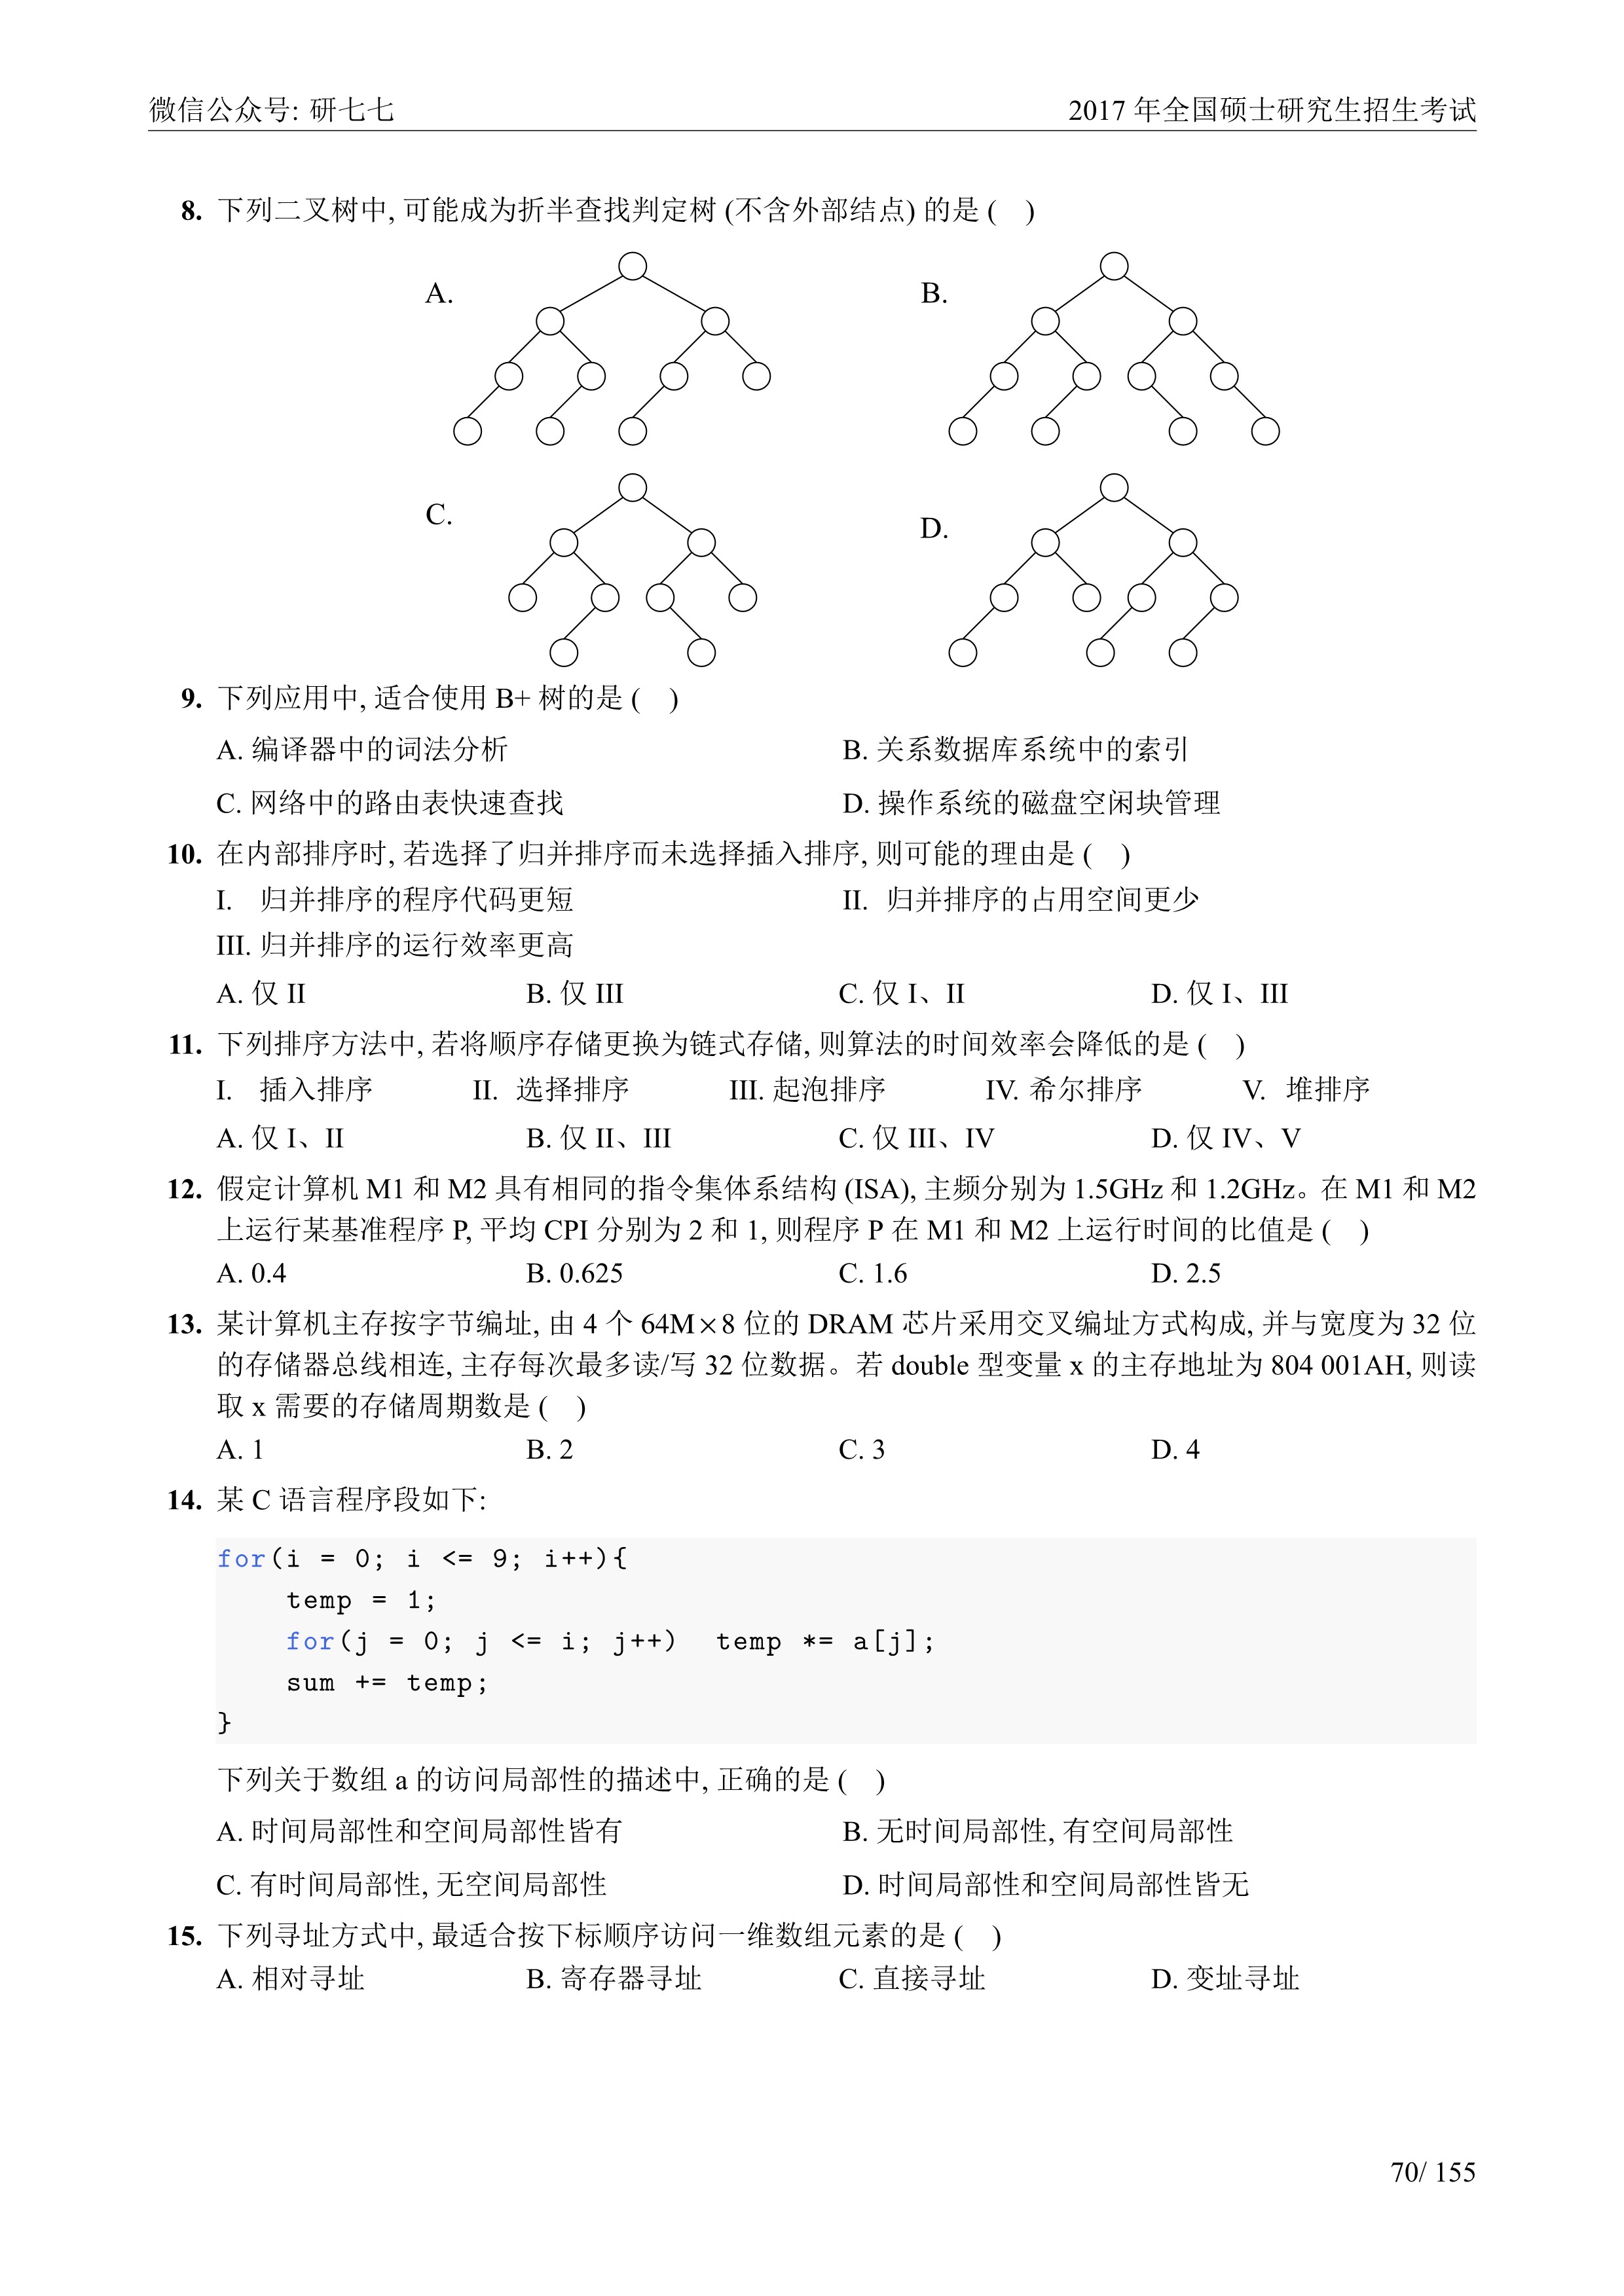 微信公众号: 研七七
2017 年全国硕士研究生招生考试
8. 下列二叉树中, 可能成为折半查找判定树 (不含外部结点) 的是 ( )
A.
B.
C.
D.
9. 下列应用中, 适合使用 B+ 树的是 ( )
A. 编译器中的词法分析
B. 关系数据库系统中的索引
C. 网络中的路由表快速查找
D. 操作系统的磁盘空闲块管理
10. 在内部排序时, 若选择了归并排序而未选择插入排序, 则可能的理由是 ( )
I. 归并排序的程序代码更短
II. 归并排序的占用空间更少
III. 归并排序的运行效率更高
A. 仅 II
B. 仅 III
C. 仅 I、II
D. 仅 I、III
11. 下列排序方法中, 若将顺序存储更换为链式存储, 则算法的时间效率会降低的是 ( )
I. 插入排序
II. 选择排序
III. 起泡排序
IV. 希尔排序
V. 堆排序
A. 仅 I、II
B. 仅 II、III
C. 仅 III、IV
D. 仅 IV、V
12. 假定计算机 M1 和 M2 具有相同的指令集体系结构 (ISA), 主频分别为 1.5GHz 和 1.2GHz。在 M1 和 M2
上运行某基准程序 P, 平均 CPI 分别为 2 和 1, 则程序 P 在 M1 和 M2 上运行时间的比值是 ( )
A. 0.4
B. 0.625
C. 1.6
D. 2.5
13. 某计算机主存按字节编址, 由 4 个 64M×8 位的 DRAM 芯片采用交叉编址方式构成, 并与宽度为 32 位
的存储器总线相连, 主存每次最多读/写 32 位数据。若 double 型变量 x 的主存地址为 804 001AH, 则读
取 x 需要的存储周期数是 ( )
A. 1
B. 2
C. 3
D. 4
14. 某 C 语言程序段如下:
for(i = 0; i <= 9; i++){
temp = 1;
for(j = 0; j <= i; j++) temp *= a[j];
sum += temp;
}
下列关于数组 a 的访问局部性的描述中, 正确的是 ( )
A. 时间局部性和空间局部性皆有
B. 无时间局部性, 有空间局部性
C. 有时间局部性, 无空间局部性
D. 时间局部性和空间局部性皆无
15. 下列寻址方式中, 最适合按下标顺序访问一维数组元素的是 ( )
A. 相对寻址
B. 寄存器寻址
C. 直接寻址
D. 变址寻址
70/ 155